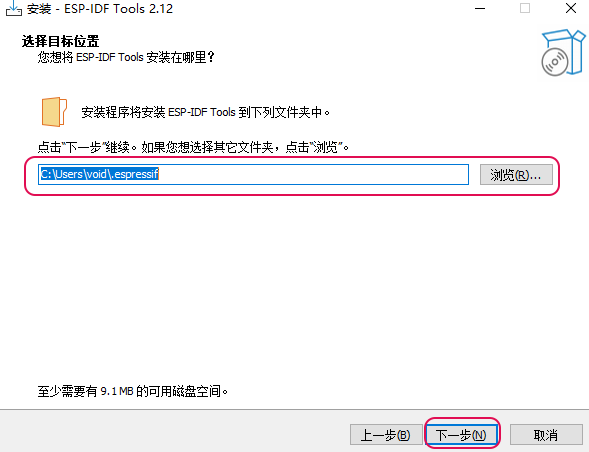 安装 - ESP-IDF Tools 2.12
选择目标位置
您想将 ESP-IDF Tools 安装在哪里？
安装程序将安装 ESP-IDF Tools 到下列文件夹中。
点击“下一步”继续。如果您想选择其它文件夹，点击“浏览”。
C:\Users\void\.espressif
浏览(R)...
至少需要有 9.1 MB 的可用磁盘空间。
上一步(B) 下一步(N) 取消